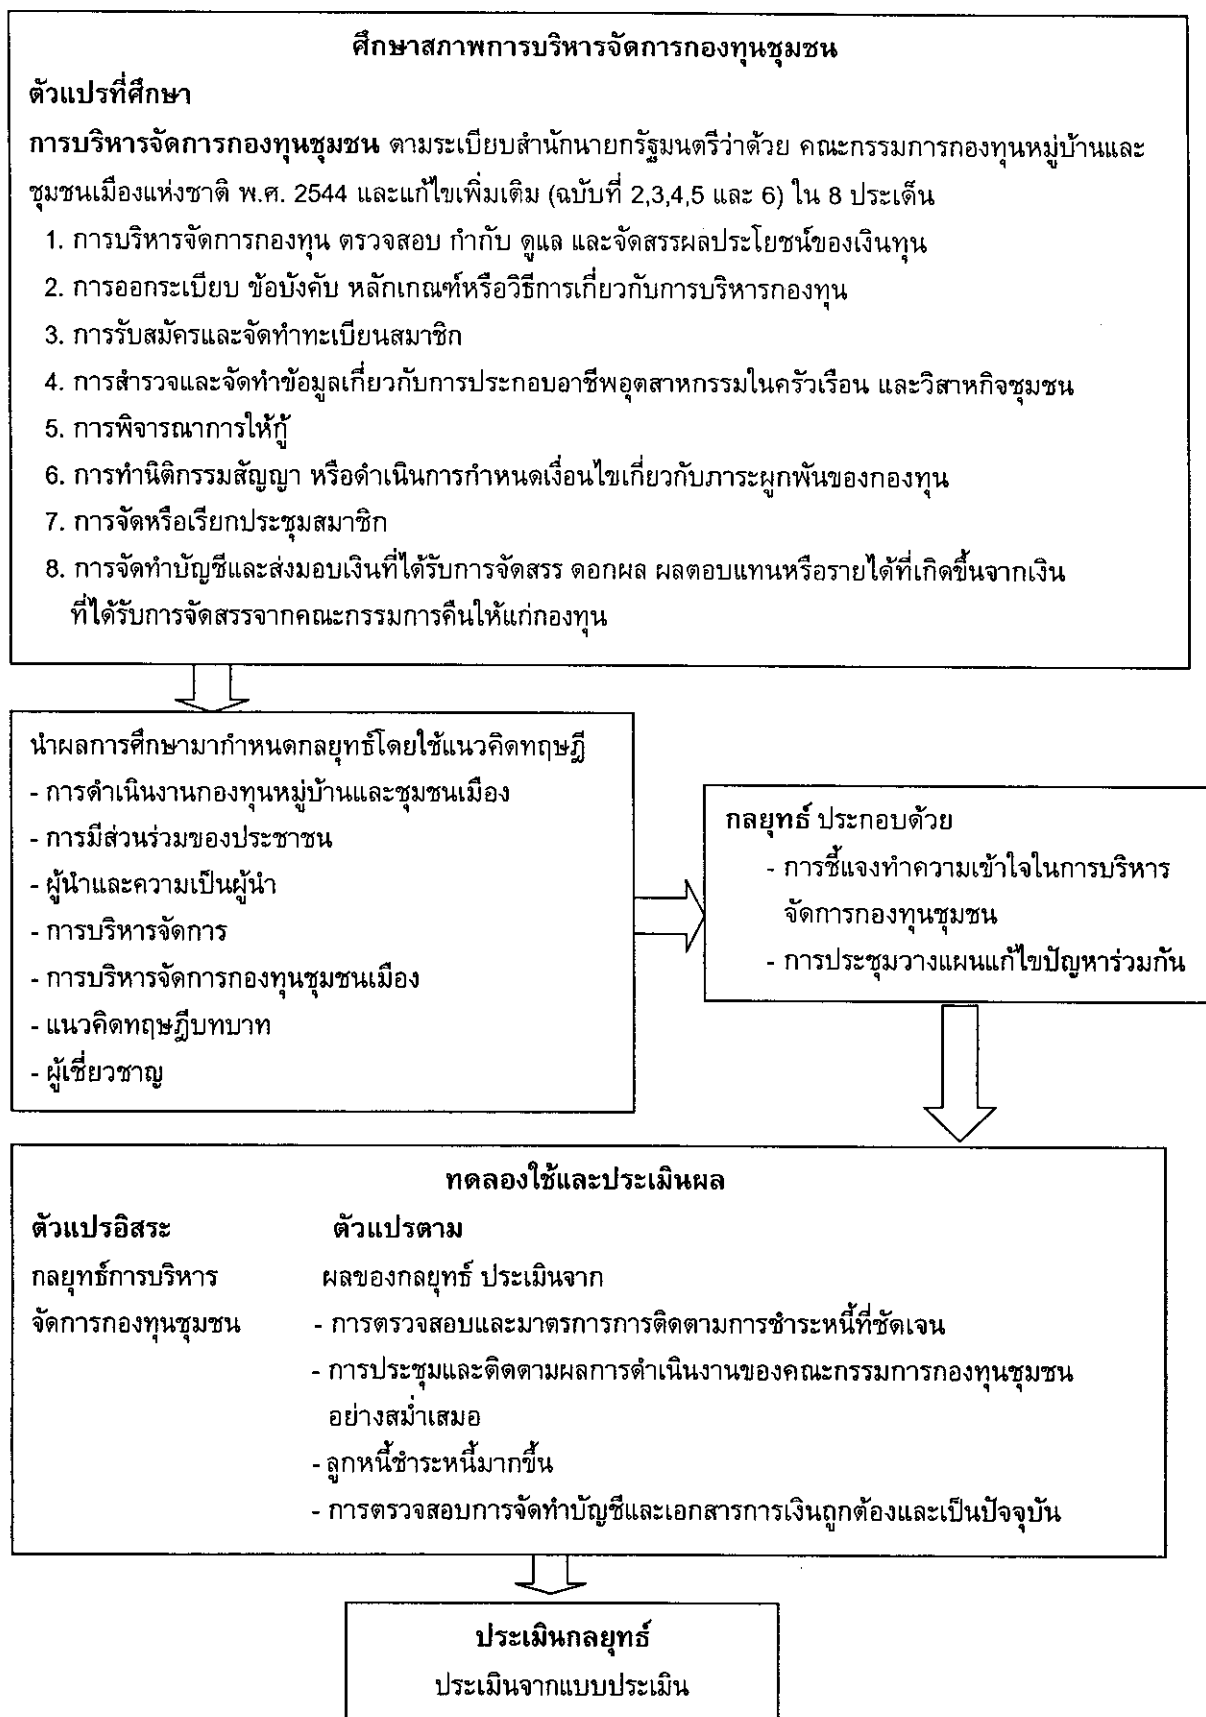 ศึกษาสภาพการบริหารจัดการกองทุนชุมชน
ตัวแปรที่ศึกษา
การบริหารจัดการกองทุนชุมชน ตามระเบียบสำนักนายกรัฐมนตรีว่าด้วย คณะกรรมการกองทุนหมู่บ้านและ
ชุมชนเมืองแห่งชาติ พ.ศ. 2544 และแก้ไขเพิ่มเติม (ฉบับที่ 2,3,4,5 และ 6) ใน 8 ประเด็น
1. การบริหารจัดการกองทุน ตรวจสอบ กำกับ ดูแล และจัดสรรผลประโยชน์ของเงินทุน
2. การออกระเบียบ ข้อบังคับ หลักเกณฑ์หรือวิธีการเกี่ยวกับการบริหารกองทุน
3. การรับสมัครและจัดทำทะเบียนสมาชิก
4. การสำรวจและจัดทำข้อมูลเกี่ยวกับการประกอบอาชีพอุตสาหกรรมในครัวเรือน และวิสาหกิจชุมชน
5. การพิจารณาการให้กู้
6. การทำนิติกรรมสัญญา หรือดำเนินการกำหนดเงื่อนไขเกี่ยวกับภาระผูกพันของกองทุน
7. การจัดหรือเรียกประชุมสมาชิก
8. การจัดทำบัญชีและส่งมอบเงินที่ได้รับการจัดสรร ดอกผล ผลตอบแทนหรือรายได้ที่เกิดขึ้นจากเงิน
ที่ได้รับการจัดสรรจากคณะกรรมการคืนให้แก่กองทุน
นำผลการศึกษามากำหนดกลยุทธ์โดยใช้แนวคิดทฤษฎี
- การดำเนินงานกองทุนหมู่บ้านและชุมชนเมือง
- การมีส่วนร่วมของประชาชน
- ผู้นำและความเป็นผู้นำ
- การบริหารจัดการ
- การบริหารจัดการกองทุนชุมชนเมือง
- แนวคิดทฤษฎีบทบาท
- ผู้เชี่ยวชาญ
กลยุทธ์ ประกอบด้วย
- การชี้แจงทำความเข้าใจในการบริหาร
จัดการกองทุนชุมชน
- การประชุมวางแผนแก้ไขปัญหาร่วมกัน
ทดลองใช้และประเมินผล
ตัวแปรอิสระ ตัวแปรตาม
กลยุทธ์การบริหาร ผลของกลยุทธ์ ประเมินจาก
จัดการกองทุนชุมชน - การตรวจสอบและมาตรการการติดตามการชำระหนี้ที่ชัดเจน
- การประชุมและติดตามผลการดำเนินงานของคณะกรรมการกองทุนชุมชน
อย่างสม่ำเสมอ
- ลูกหนี้ชำระหนี้มากขึ้น
- การตรวจสอบการจัดทำบัญชีและเอกสารการเงินถูกต้องและเป็นปัจจุบัน
ประเมินกลยุทธ์
ประเมินจากแบบประเมิน